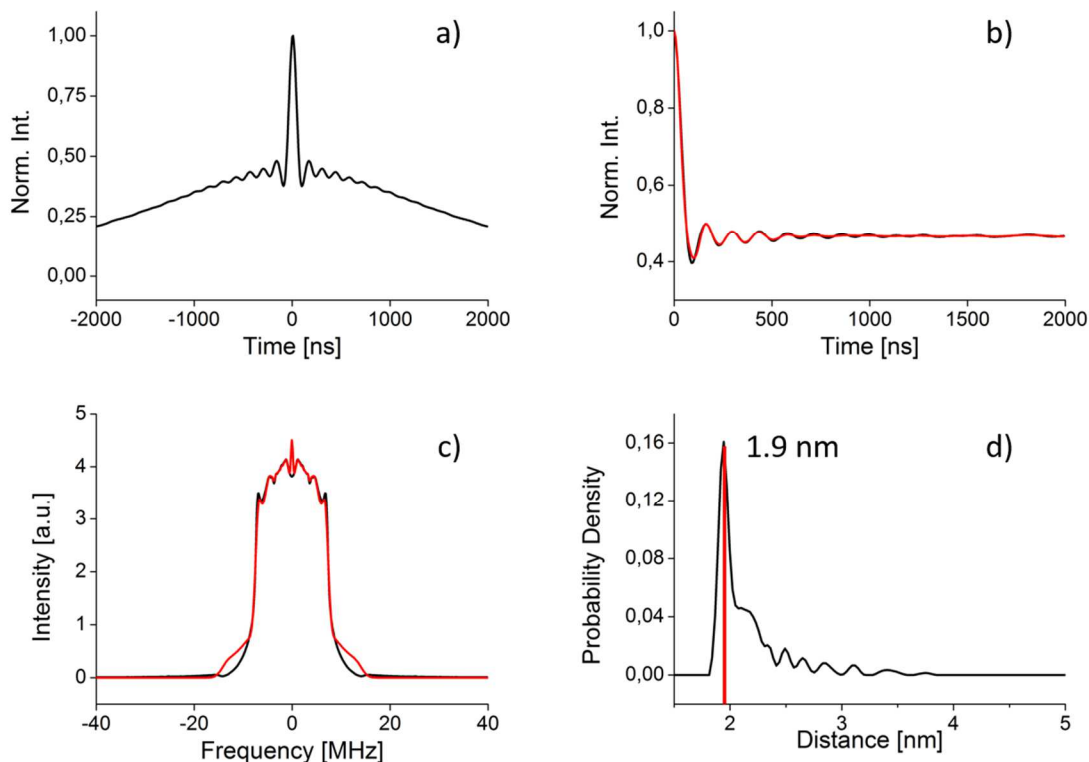 a)
1,00
0,75
0,50
0,25
0,00
Norm. Int.
-2000 -1000 0 1000 2000
Time [ns]
b)
1,0
0,8
0,6
0,4
Norm. Int.
0 500 1000 1500 2000
Time [ns]
c)
5
4
3
2
1
0
Intensity [a.u.]
-40 -20 0 20 40
Frequency [MHz]
d)
1.9 nm
0,16
0,12
0,08
0,04
0,00
Probability Density
2 3 4 5
Distance [nm]